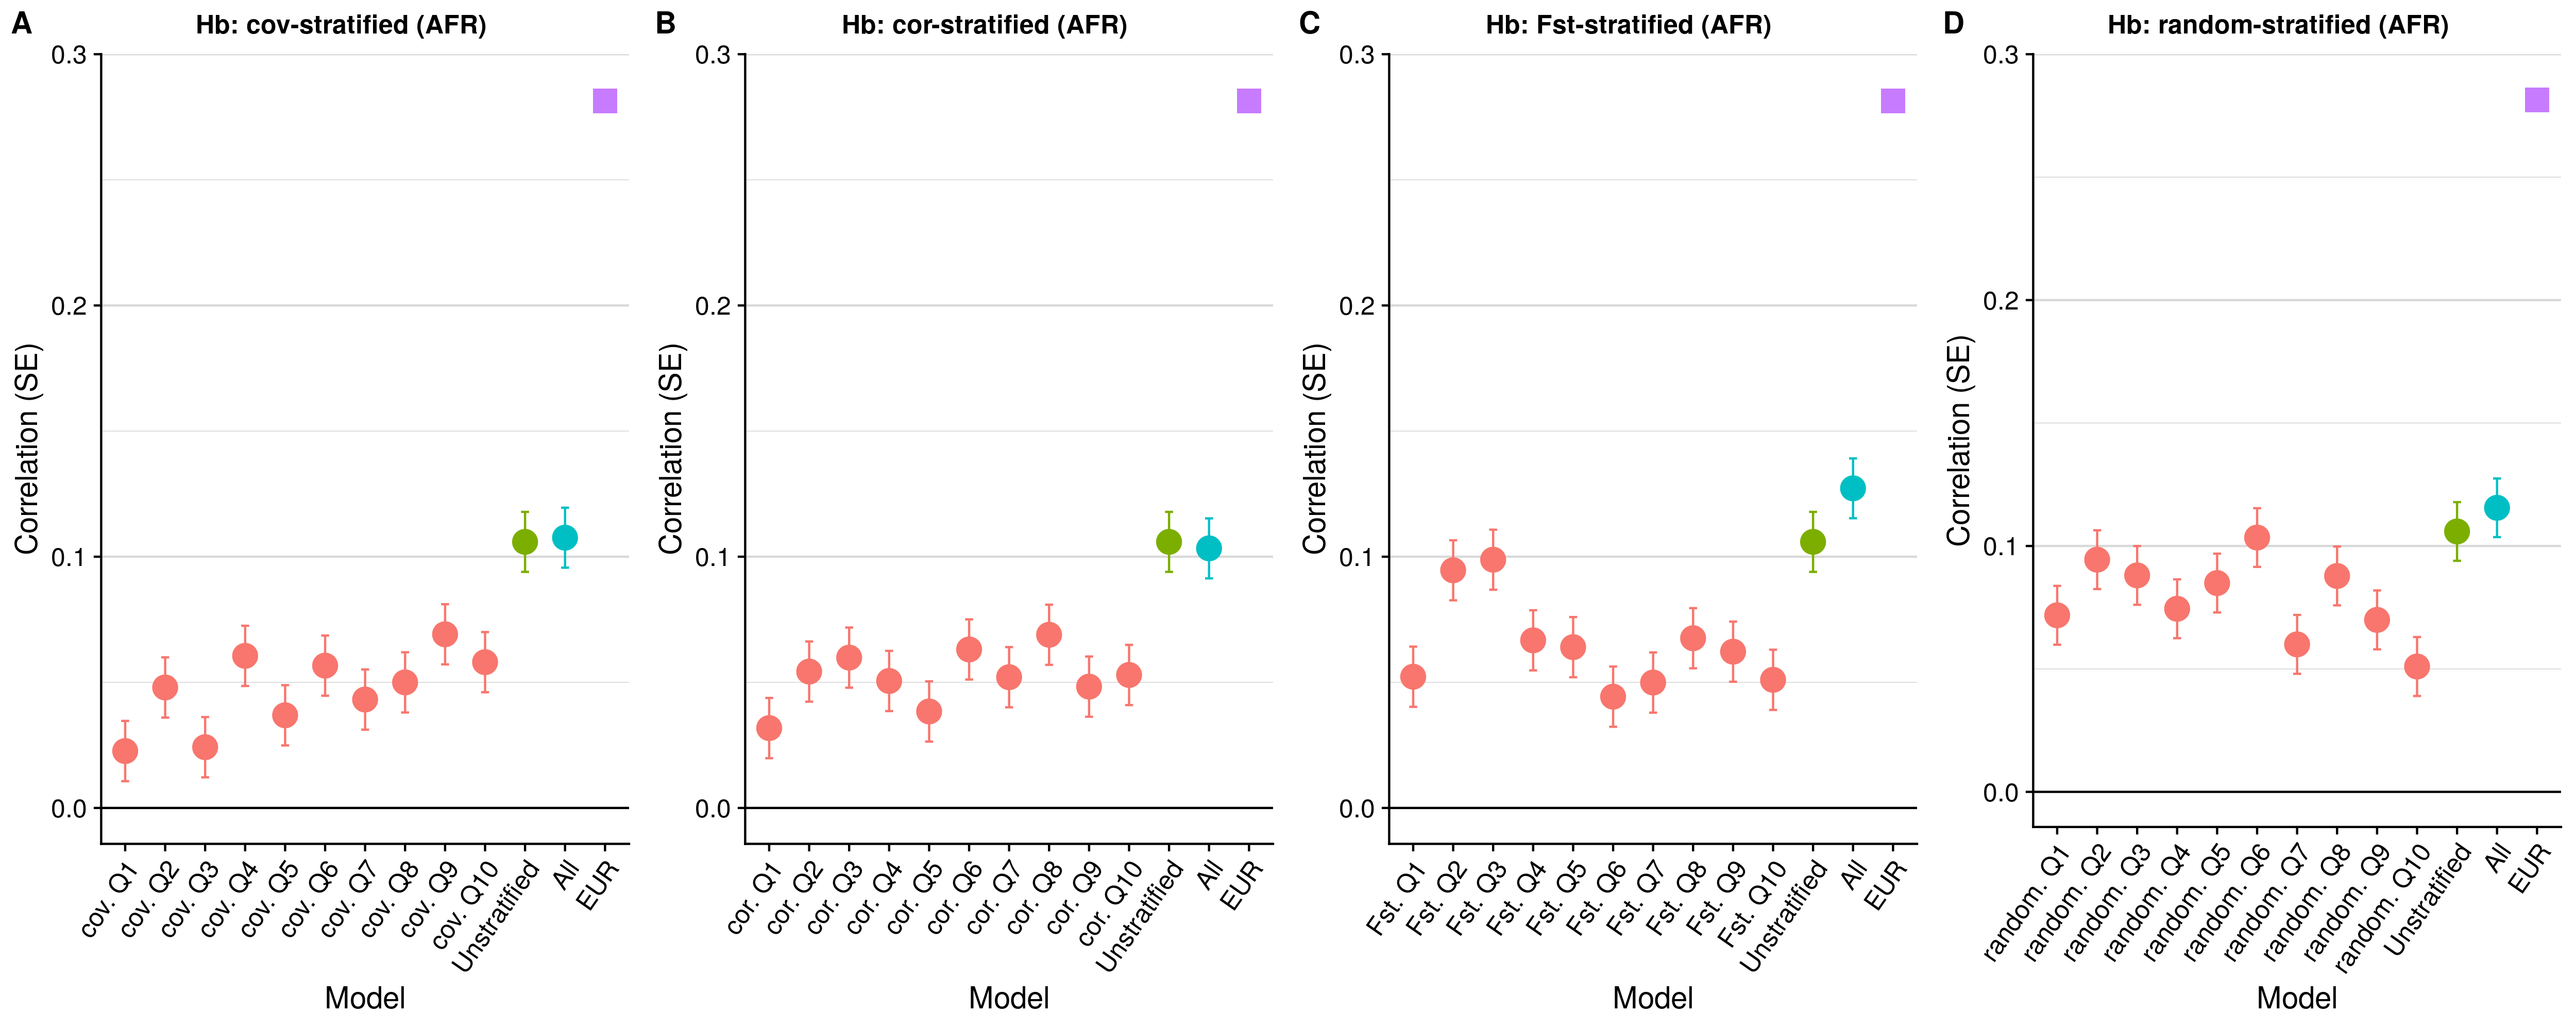 A
Hb: cov-stratified (AFR)
0.3
0.2
0.1
0.0
Correlation (SE)
cov. Q1
cov. Q2
cov. Q3
cov. Q4
cov. Q5
cov. Q6
cov. Q7
cov. Q8
cov. Q9
cov. Q10
Unstratified
All
EUR
Model
B
Hb: cor-stratified (AFR)
0.3
0.2
0.1
0.0
Correlation (SE)
cor. Q1
cor. Q2
cor. Q3
cor. Q4
cor. Q5
cor. Q6
cor. Q7
cor. Q8
cor. Q9
cor. Q10
Unstratified
All
EUR
Model
C
Hb: Fst-stratified (AFR)
0.3
0.2
0.1
0.0
Correlation (SE)
Fst. Q1
Fst. Q2
Fst. Q3
Fst. Q4
Fst. Q5
Fst. Q6
Fst. Q7
Fst. Q8
Fst. Q9
Fst. Q10
Unstratified
All
EUR
Model
D
Hb: random-stratified (AFR)
0.3
0.2
0.1
0.0
Correlation (SE)
random. Q1
random. Q2
random. Q3
random. Q4
random. Q5
random. Q6
random. Q7
random. Q8
random. Q9
random. Q10
Unstratified
All
EUR
Model